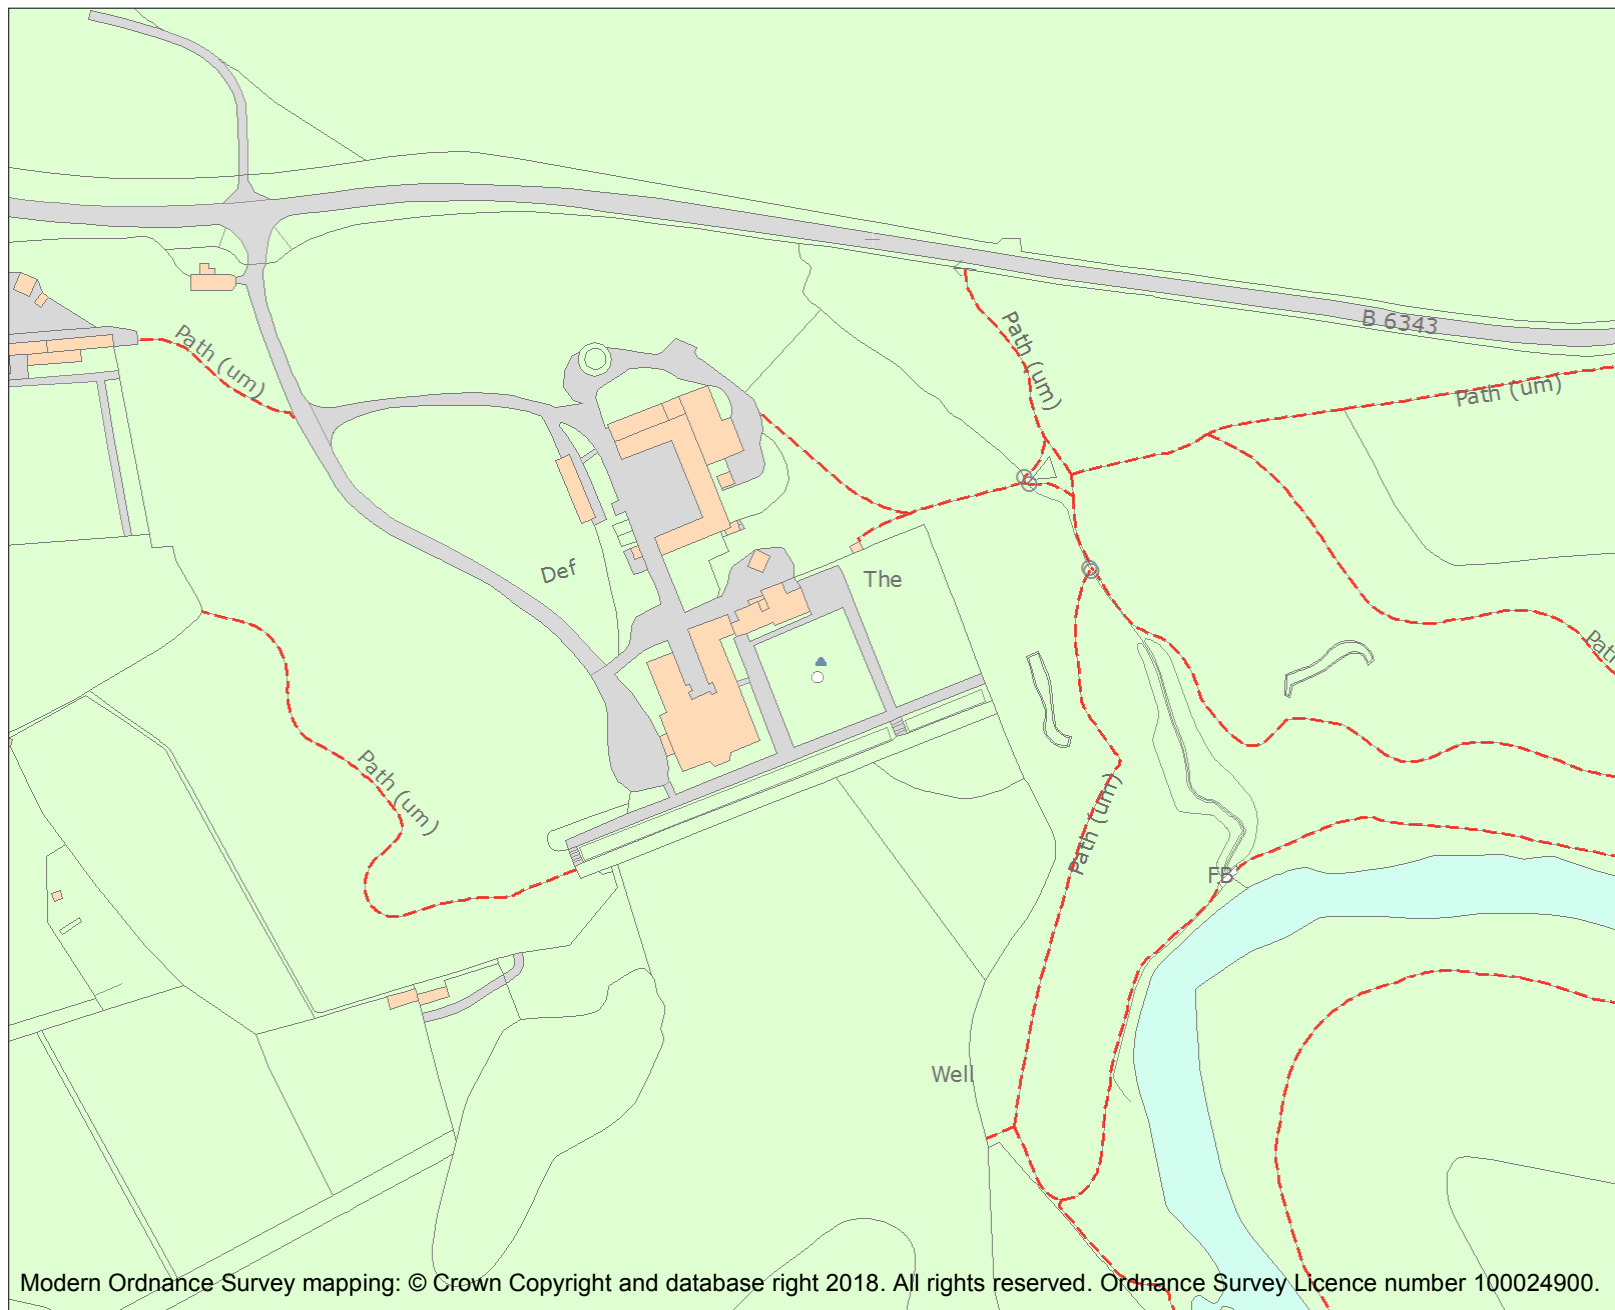 Path (um)
B 6343
Path (um)
Path (um)
Def
The
Path
Path (um)
Path (um)
FB
Well
Modern Ordnance Survey mapping: © Crown Copyright and database right 2018. All rights reserved. Ordnance Survey Licence number 100024900.